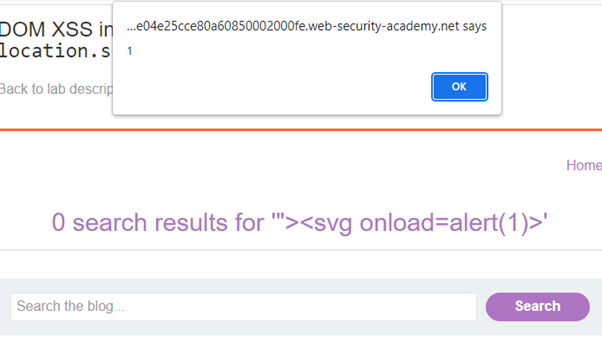 DOM XSS in
...e04e25cce80a60850002000fe.web-security-academy.net says
location.s
1
Back to lab descrip
OK
Home
0 search results for '"><svg onload=alert(1)>'
Search the blog...
Search